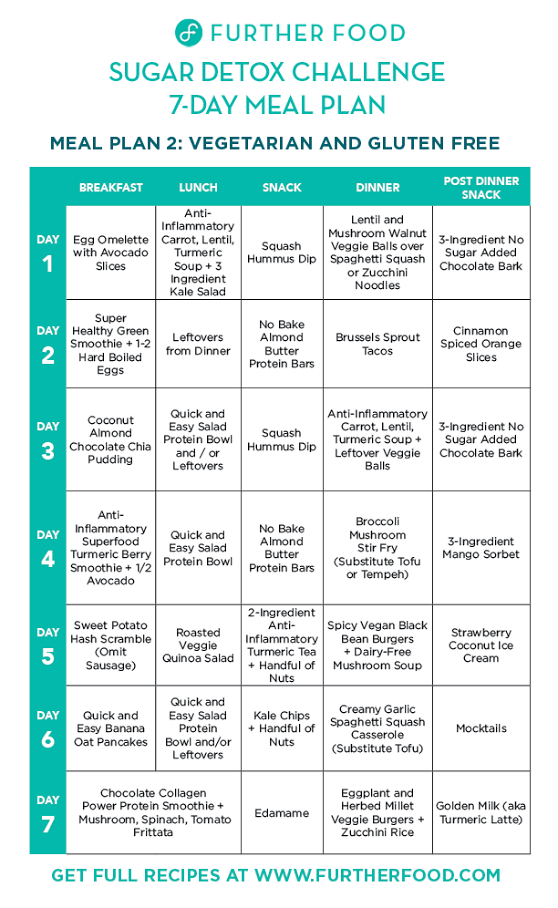 FURTHER FOOD
SUGAR DETOX CHALLENGE
7-DAY MEAL PLAN
MEAL PLAN 2: VEGETARIAN AND GLUTEN FREE
BREAKFAST
LUNCH
SNACK
DINNER
POST DINNER
SNACK
DAY
1
Egg Omelette
with Avocado
Slices
Anti-
Inflammatory
Carrot, Lentil,
Turmeric
Soup + 3
Ingredient
Kale Salad
Squash
Hummus Dip
Lentil and
Mushroom Walnut
Veggie Balls over
Spaghetti Squash
or Zucchini
Noodles
3-Ingredient No
Sugar Added
Chocolate Bark
DAY
2
Super
Healthy Green
Smoothie + 1-2
Hard Boiled
Eggs
Leftovers
from Dinner
No Bake
Almond
Butter
Protein Bars
Brussels Sprout
Tacos
Cinnamon
Spiced Orange
Slices
DAY
3
Coconut
Almond
Chocolate Chia
Pudding
Quick and
Easy Salad
Protein Bowl
and / or
Leftovers
Squash
Hummus Dip
Anti-Inflammatory
Carrot, Lentil,
Turmeric Soup +
Leftover Veggie
Balls
3-Ingredient No
Sugar Added
Chocolate Bark
DAY
4
Anti-
Inflammatory
Superfood
Turmeric Berry
Smoothie + 1/2
Avocado
Quick and
Easy Salad
Protein Bowl
No Bake
Almond
Butter
Protein Bars
Broccoli
Mushroom
Stir Fry
(Substitute Tofu
or Tempeh)
3-Ingredient
Mango Sorbet
DAY
5
Sweet Potato
Hash Scramble
(Omit
Sausage)
Roasted
Veggie
Quinoa Salad
2-Ingredient
Anti-
Inflammatory
Turmeric Tea
+ Handful of
Nuts
Spicy Vegan Black
Bean Burgers
+ Dairy-Free
Mushroom Soup
Strawberry
Coconut Ice
Cream
DAY
6
Quick and
Easy Banana
Oat Pancakes
Quick and
Easy Salad
Protein
Bowl and/or
Leftovers
Kale Chips
+ Handful of
Nuts
Creamy Garlic
Spaghetti Squash
Casserole
(Substitute Tofu)
Mocktails
DAY
7
Chocolate Collagen
Power Protein Smoothie +
Mushroom, Spinach, Tomato
Frittata
Edamame
Eggplant and
Herbed Millet
Veggie Burgers +
Zucchini Rice
Golden Milk (aka
Turmeric Latte)
GET FULL RECIPES AT WWW.FURTHERFOOD.COM